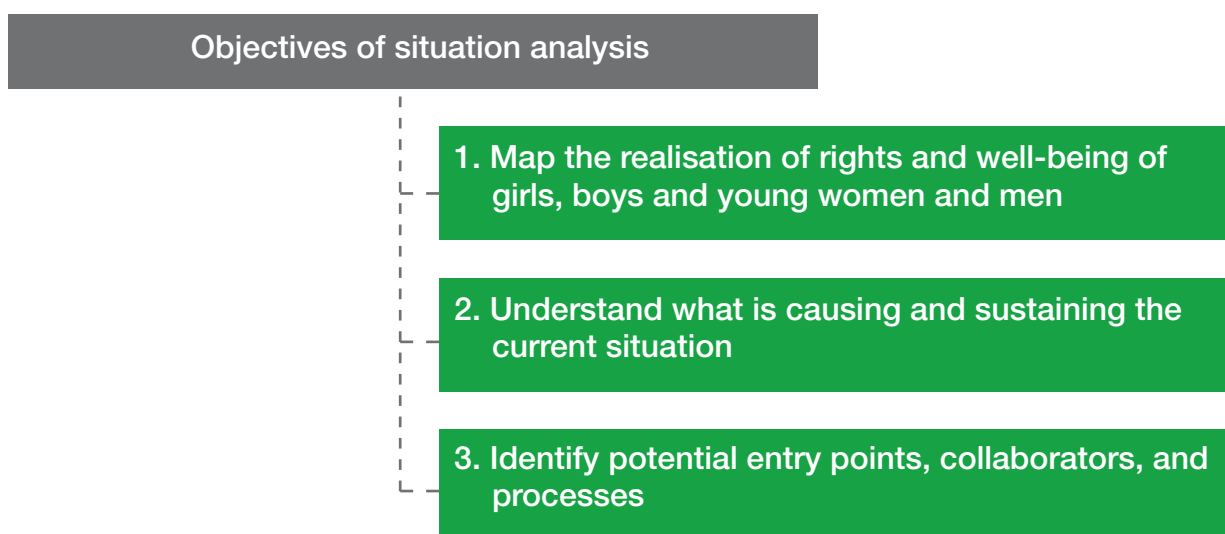 Objectives of situation analysis
1. Map the realisation of rights and well-being of
girls, boys and young women and men
2. Understand what is causing and sustaining the
current situation
3. Identify potential entry points, collaborators, and
processes